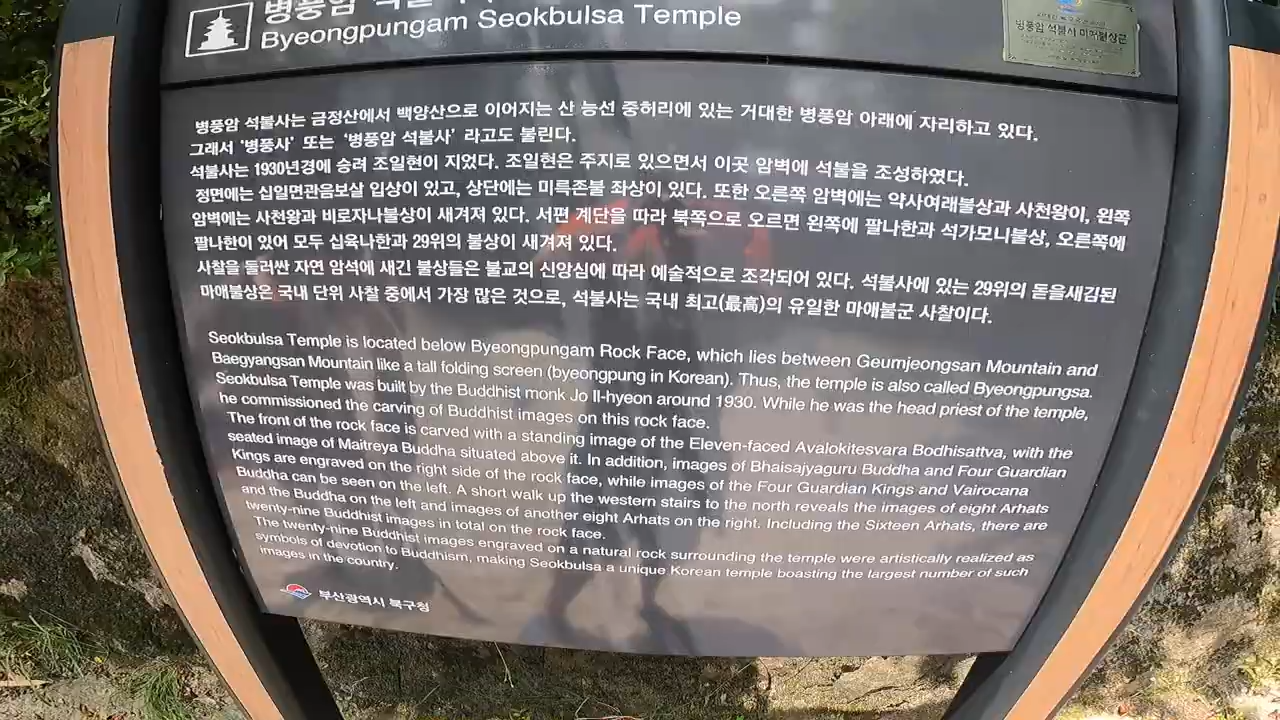 병풍암 석불
Byeongpungam Seokbulsa Temple
병풍암 석불사 마애불상군
병풍암 석불사는 금정산에서 백양산으로 이어지는 산 능선 중허리에 있는 거대한 병풍암 아래에 자리하고 있다.
그래서 ‘병풍사’ 또는 ‘병풍암 석불사’ 라고도 불린다.
석불사는 1930년경에 승려 조일현이 지었다. 조일현은 주지로 있으면서 이곳 암벽에 석불을 조성하였다.
정면에는 십일면관음보살 입상이 있고, 상단에는 미륵존불 좌상이 있다. 또한 오른쪽 암벽에는 약사여래불상과 사천왕이, 왼쪽
암벽에는 사천왕과 비로자나불상이 새겨져 있다. 서편 계단을 따라 북쪽으로 오르면 왼쪽에 팔나한과 석가모니불상, 오른쪽에
팔나한이 있어 모두 십육나한과 29위의 불상이 새겨져 있다.
사찰을 둘러싼 자연 암석에 새긴 불상들은 불교의 신앙심에 따라 예술적으로 조각되어 있다. 석불사에 있는 29위의 돋을새김된
마애불상은 국내 단위 사찰 중에서 가장 많은 것으로, 석불사는 국내 최고(最高)의 유일한 마애불군 사찰이다.
Seokbulsa Temple is located below Byeongpungam Rock Face, which lies between Geumjeongsan Mountain and
Baegyangsan Mountain like a tall folding screen (byeongpung in Korean). Thus, the temple is also called Byeongpungsa.
Seokbulsa Temple was built by the Buddhist monk Jo Il-hyeon around 1930. While he was the head priest of the temple,
he commissioned the carving of Buddhist images on this rock face.
The front of the rock face is carved with a standing image of the Eleven-faced Avalokitesvara Bodhisattva, with the
seated image of Maitreya Buddha situated above it. In addition, images of Bhaisajyaguru Buddha and Four Guardian
Kings are engraved on the right side of the rock face, while images of the Four Guardian Kings and Vairocana
Buddha can be seen on the left. A short walk up the western stairs to the north reveals the images of eight Arhats
and the Buddha on the left and images of another eight Arhats on the right. Including the Sixteen Arhats, there are
twenty-nine Buddhist images in total on the rock face.
The twenty-nine Buddhist images engraved on a natural rock surrounding the temple were artistically realized as
symbols of devotion to Buddhism, making Seokbulsa a unique Korean temple boasting the largest number of such
images in the country.
부산광역시 북구청